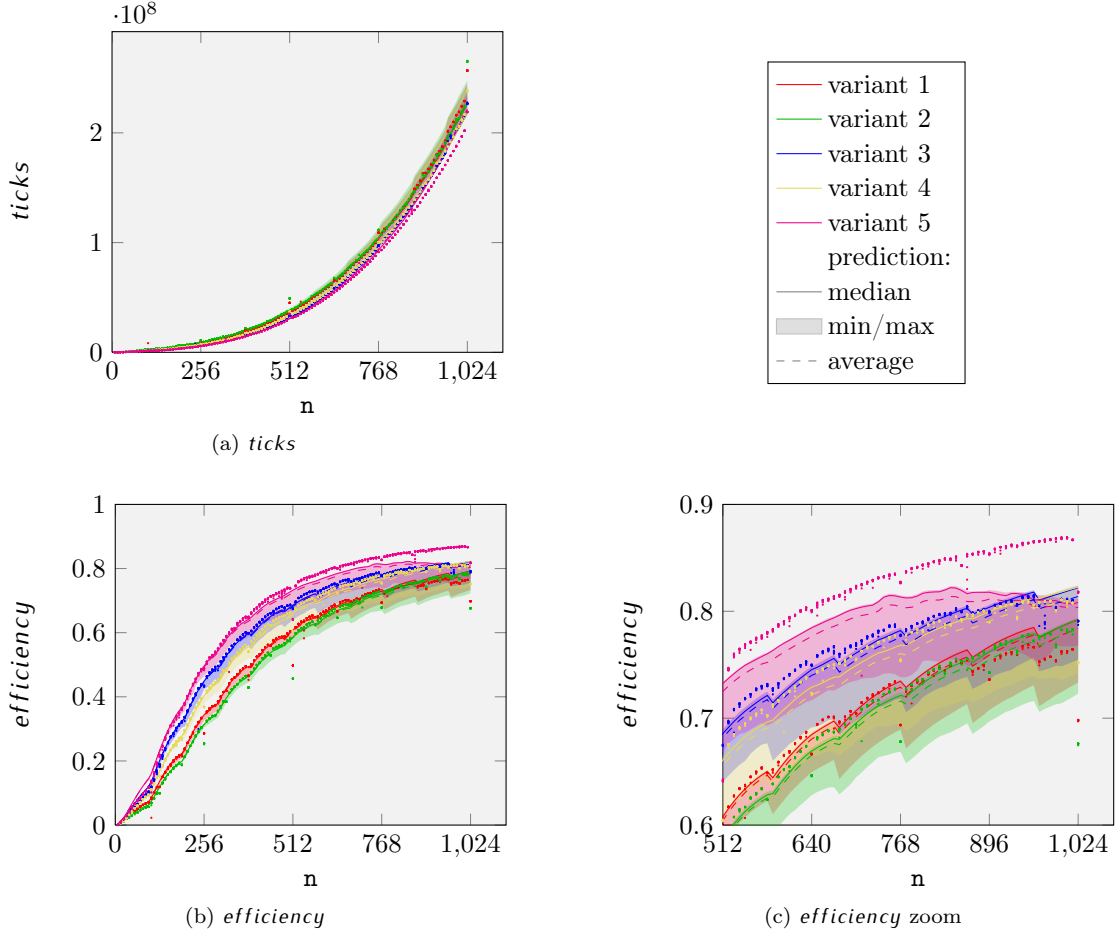 ·10⁸
2
1
0
ticks
0 256 512 768 1,024
n
(a) ticks
variant 1
variant 2
variant 3
variant 4
variant 5
prediction:
median
min/max
average
1
0.8
0.6
0.4
0.2
0
efficiency
0 256 512 768 1,024
n
(b) efficiency
0.9
0.8
0.7
0.6
efficiency
512 640 768 896 1,024
n
(c) efficiency zoom